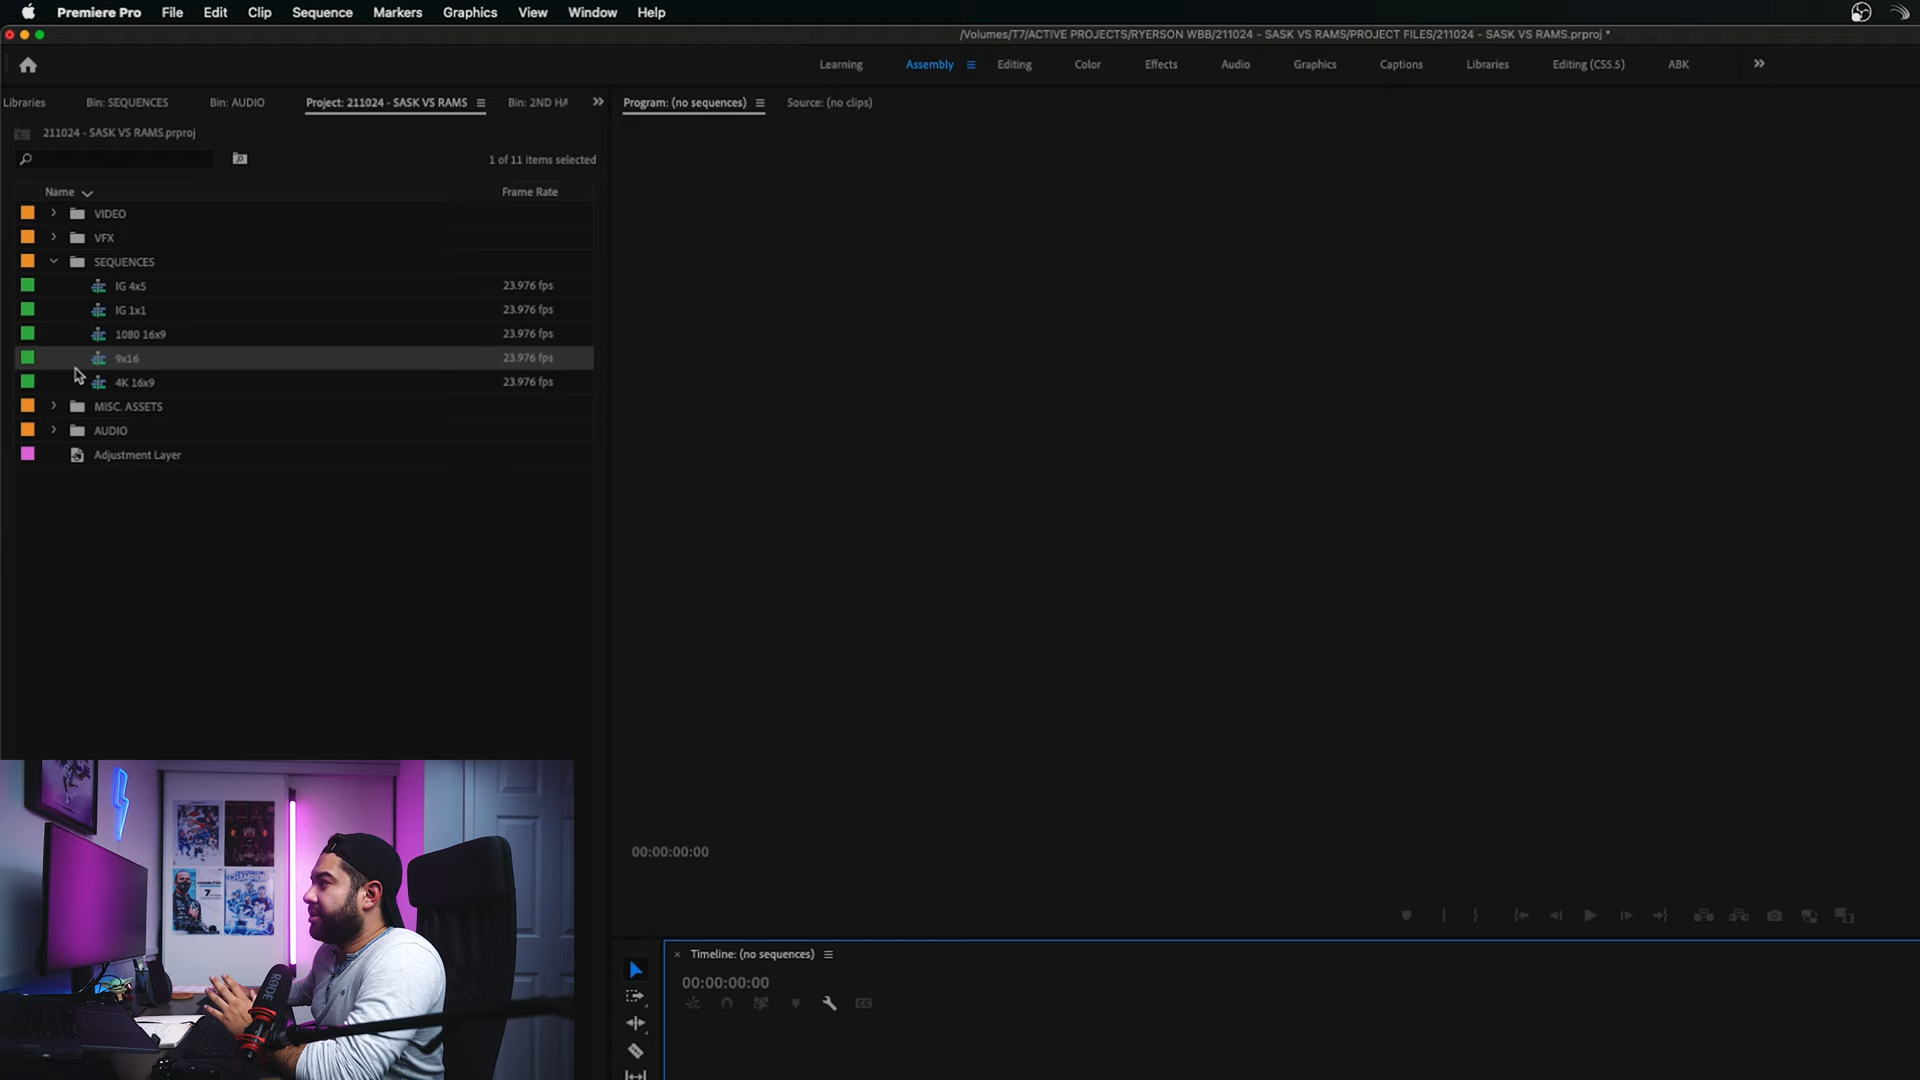 Premiere Pro File Edit Clip Sequence Markers Graphics View Window Help
/Volumes/T7/ACTIVE PROJECTS/RYERSON WBB/211024 - SASK VS RAMS/PROJECT FILES/211024 - SASK VS RAMS.prproj *
Learning Assembly Editing Color Effects Audio Graphics Captions Libraries Editing (CS5.5) ABK
Libraries Bin: SEQUENCES Bin: AUDIO Project: 211024 - SASK VS RAMS Bin: 2ND HA
Program: (no sequences) Source: (no clips)
211024 - SASK VS RAMS.prproj
1 of 11 items selected
Name Frame Rate
VIDEO
VFX
SEQUENCES
IG 4x5 23.976 fps
IG 1x1 23.976 fps
1080 16x9 23.976 fps
9x16 23.976 fps
4K 16x9 23.976 fps
MISC. ASSETS
AUDIO
Adjustment Layer
00:00:00:00
Timeline: (no sequences)
00:00:00:00
CHAMPION
7
RØDE